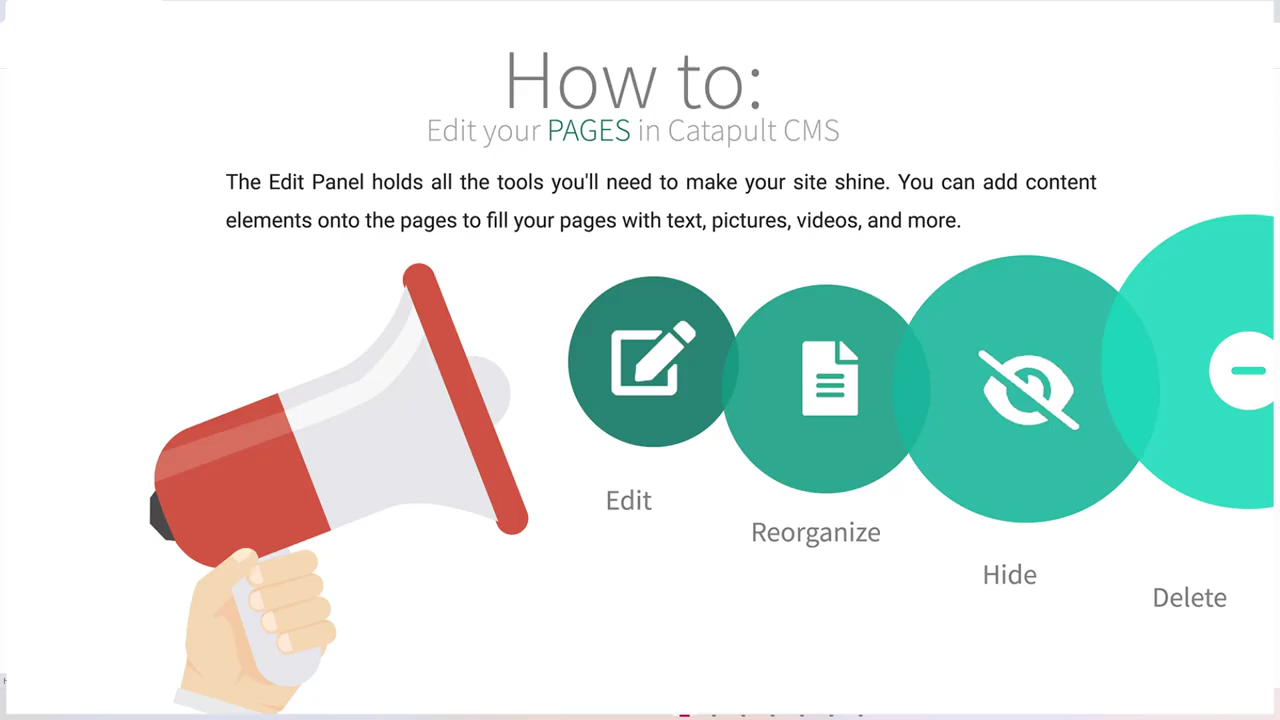 How to:
Edit your PAGES in Catapult CMS
The Edit Panel holds all the tools you'll need to make your site shine. You can add content
elements onto the pages to fill your pages with text, pictures, videos, and more.
Edit
Reorganize
Hide
Delete